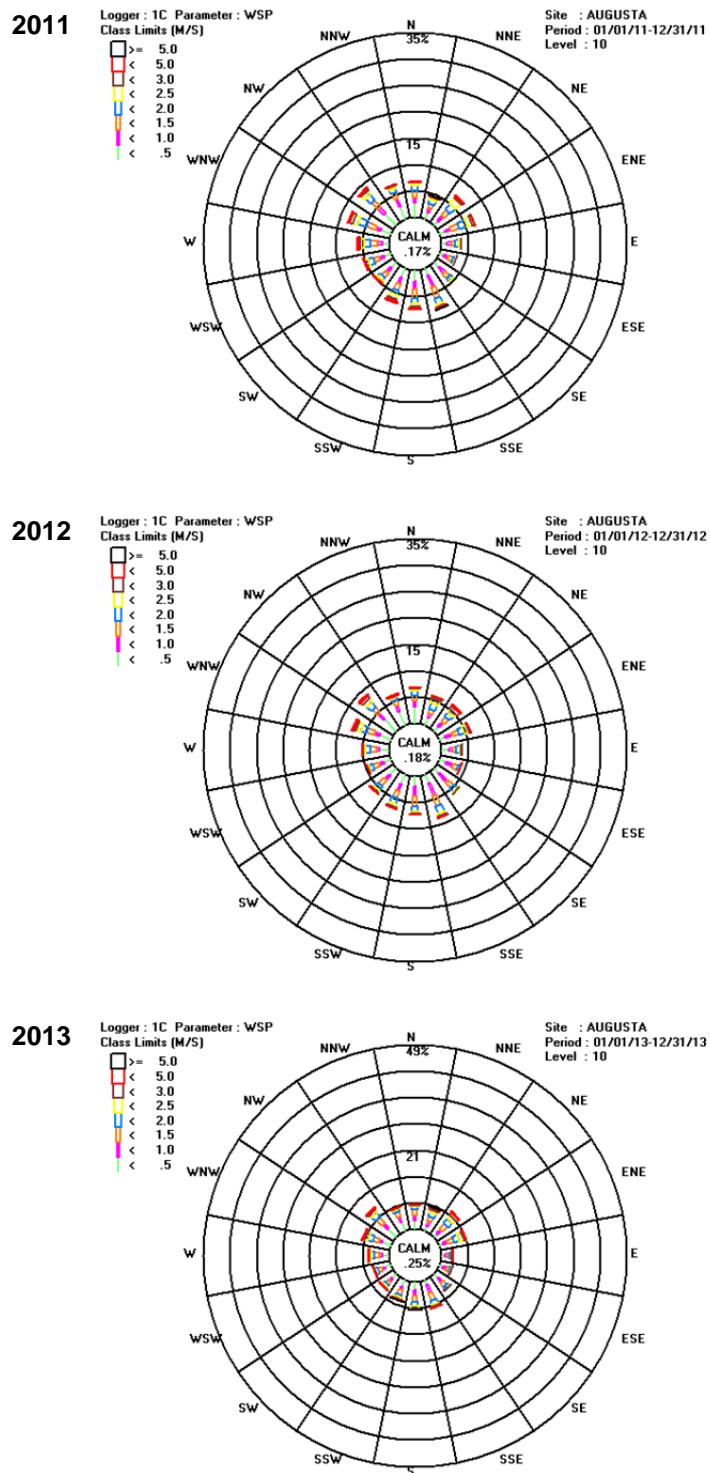 2011
Logger : 1C Parameter : WSP
Class Limits (M/S)
>= 5.0
< 5.0
< 3.0
< 2.5
< 2.0
< 1.5
< 1.0
< .5
Site : AUGUSTA
Period : 01/01/11-12/31/11
Level : 10
N
35%
NNW
NNE
NW
NE
15
WNW
ENE
W
CALM
.17%
E
WSW
ESE
SW
SE
SSW
SSE
S
2012
Logger : 1C Parameter : WSP
Class Limits (M/S)
>= 5.0
< 5.0
< 3.0
< 2.5
< 2.0
< 1.5
< 1.0
< .5
Site : AUGUSTA
Period : 01/01/12-12/31/12
Level : 10
N
35%
NNW
NNE
NW
NE
15
WNW
ENE
W
CALM
.18%
E
WSW
ESE
SW
SE
SSW
SSE
S
2013
Logger : 1C Parameter : WSP
Class Limits (M/S)
>= 5.0
< 5.0
< 3.0
< 2.5
< 2.0
< 1.5
< 1.0
< .5
Site : AUGUSTA
Period : 01/01/13-12/31/13
Level : 10
N
49%
NNW
NNE
NW
NE
21
WNW
ENE
W
CALM
.25%
E
WSW
ESE
SW
SE
SSW
SSE
S